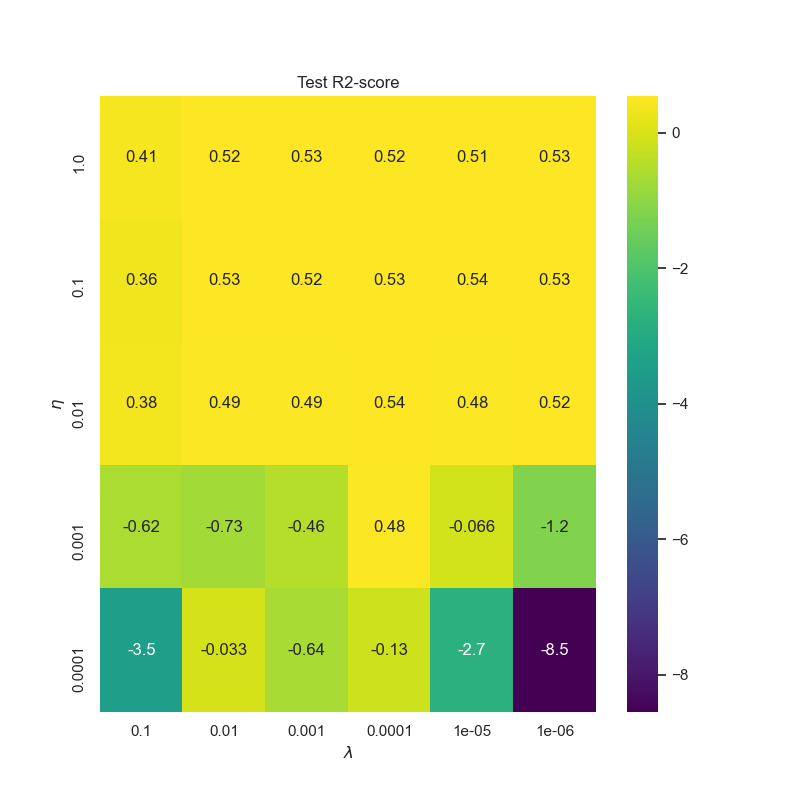 Test R2-score
1.0 0.41 0.52 0.53 0.52 0.51 0.53
0.1 0.36 0.53 0.52 0.53 0.54 0.53
0.01 0.38 0.49 0.49 0.54 0.48 0.52
0.001 -0.62 -0.73 -0.46 0.48 -0.066 -1.2
0.0001 -3.5 -0.033 -0.64 -0.13 -2.7 -8.5
0.1 0.01 0.001 0.0001 1e-05 1e-06
λ
η
0
−2
−4
−6
−8